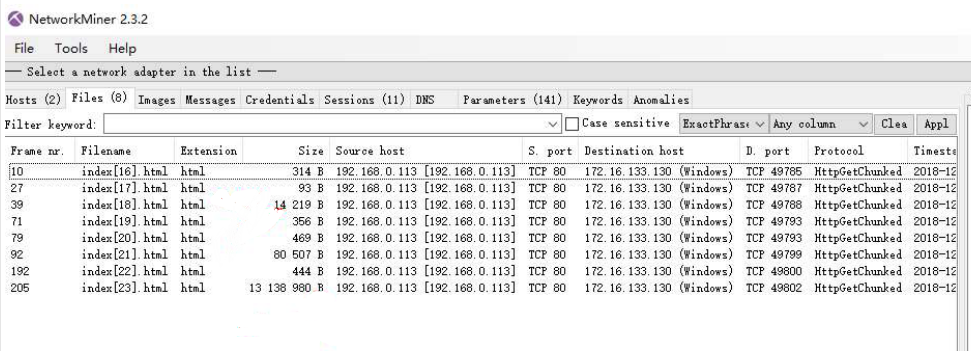 NetworkMiner 2.3.2
File Tools Help
— Select a network adapter in the list —
Hosts (2) Files (8) Images Messages Credentials Sessions (11) DNS Parameters (141) Keywords Anomalies
Filter keyword: Case sensitive ExactPhras Any column Clea Appl
Frame nr. Filename Extension Size Source host S. port Destination host D. port Protocol Timesta
10 index[16].html html 314 B 192.168.0.113 [192.168.0.113] TCP 80 172.16.133.130 (Windows) TCP 49785 HttpGetChunked 2018-12
27 index[17].html html 93 B 192.168.0.113 [192.168.0.113] TCP 80 172.16.133.130 (Windows) TCP 49787 HttpGetChunked 2018-12
39 index[18].html html 14 219 B 192.168.0.113 [192.168.0.113] TCP 80 172.16.133.130 (Windows) TCP 49788 HttpGetChunked 2018-12
71 index[19].html html 356 B 192.168.0.113 [192.168.0.113] TCP 80 172.16.133.130 (Windows) TCP 49793 HttpGetChunked 2018-12
79 index[20].html html 469 B 192.168.0.113 [192.168.0.113] TCP 80 172.16.133.130 (Windows) TCP 49793 HttpGetChunked 2018-12
92 index[21].html html 80 507 B 192.168.0.113 [192.168.0.113] TCP 80 172.16.133.130 (Windows) TCP 49799 HttpGetChunked 2018-12
192 index[22].html html 444 B 192.168.0.113 [192.168.0.113] TCP 80 172.16.133.130 (Windows) TCP 49800 HttpGetChunked 2018-12
205 index[23].html html 13 138 980 B 192.168.0.113 [192.168.0.113] TCP 80 172.16.133.130 (Windows) TCP 49802 HttpGetChunked 2018-12